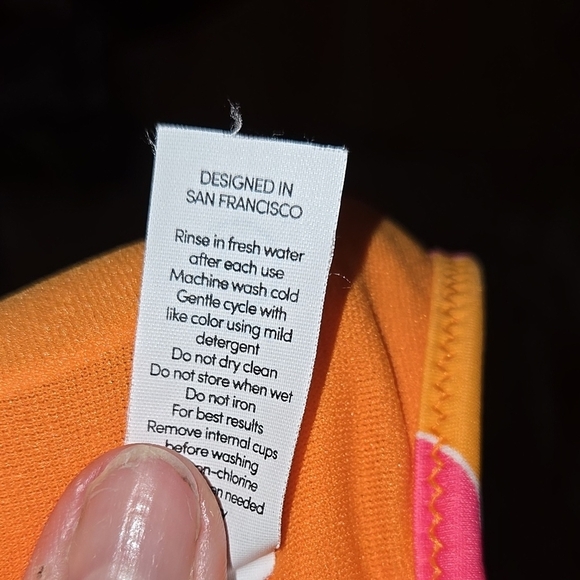 DESIGNED IN
SAN FRANCISCO
Rinse in fresh water
after each use
Machine wash cold
Gentle cycle with
like color using mild
detergent
Do not dry clean
Do not store when wet
Do not iron
For best results
Remove internal cups
before washing
-chlorine
needed